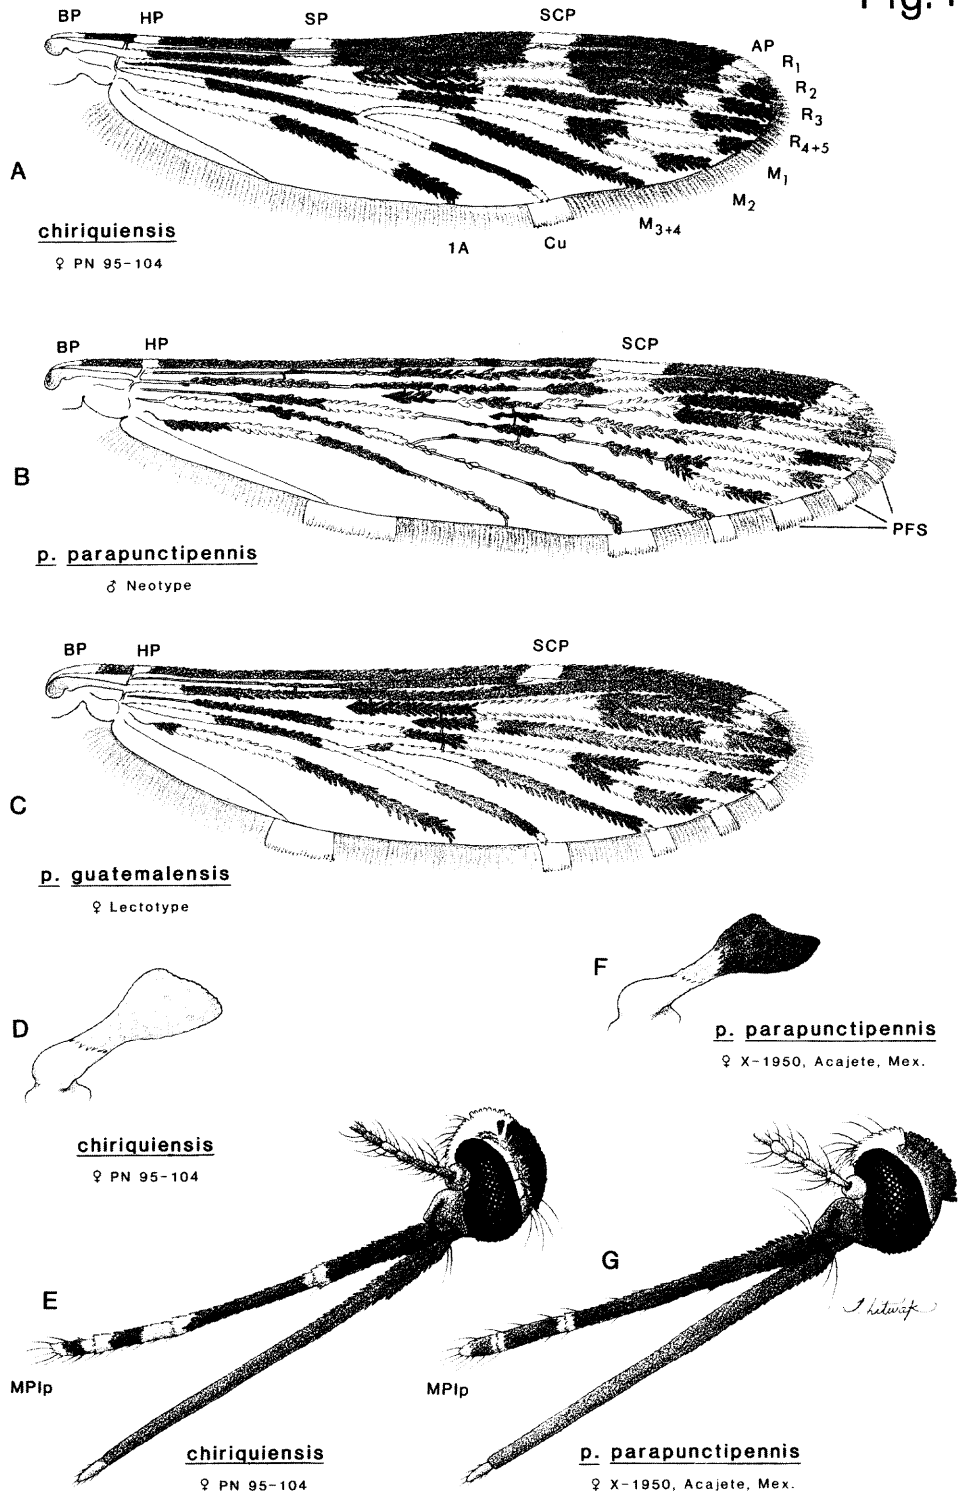 Fig. 1
BP HP SP SCP
AP
R1
R2
R3
R4+5
M1
M2
M3+4
Cu
1A
A
chiriquiensis
♀ PN 95-104
BP HP SCP
B
PFS
p. parapunctipennis
♂ Neotype
BP HP SCP
C
p. guatemalensis
♀ Lectotype
F
p. parapunctipennis
♀ X-1950, Acajete, Mex.
D
chiriquiensis
♀ PN 95-104
E
MPlp
chiriquiensis
♀ PN 95-104
G
MPlp
T Litwak
p. parapunctipennis
♀ X-1950, Acajete, Mex.